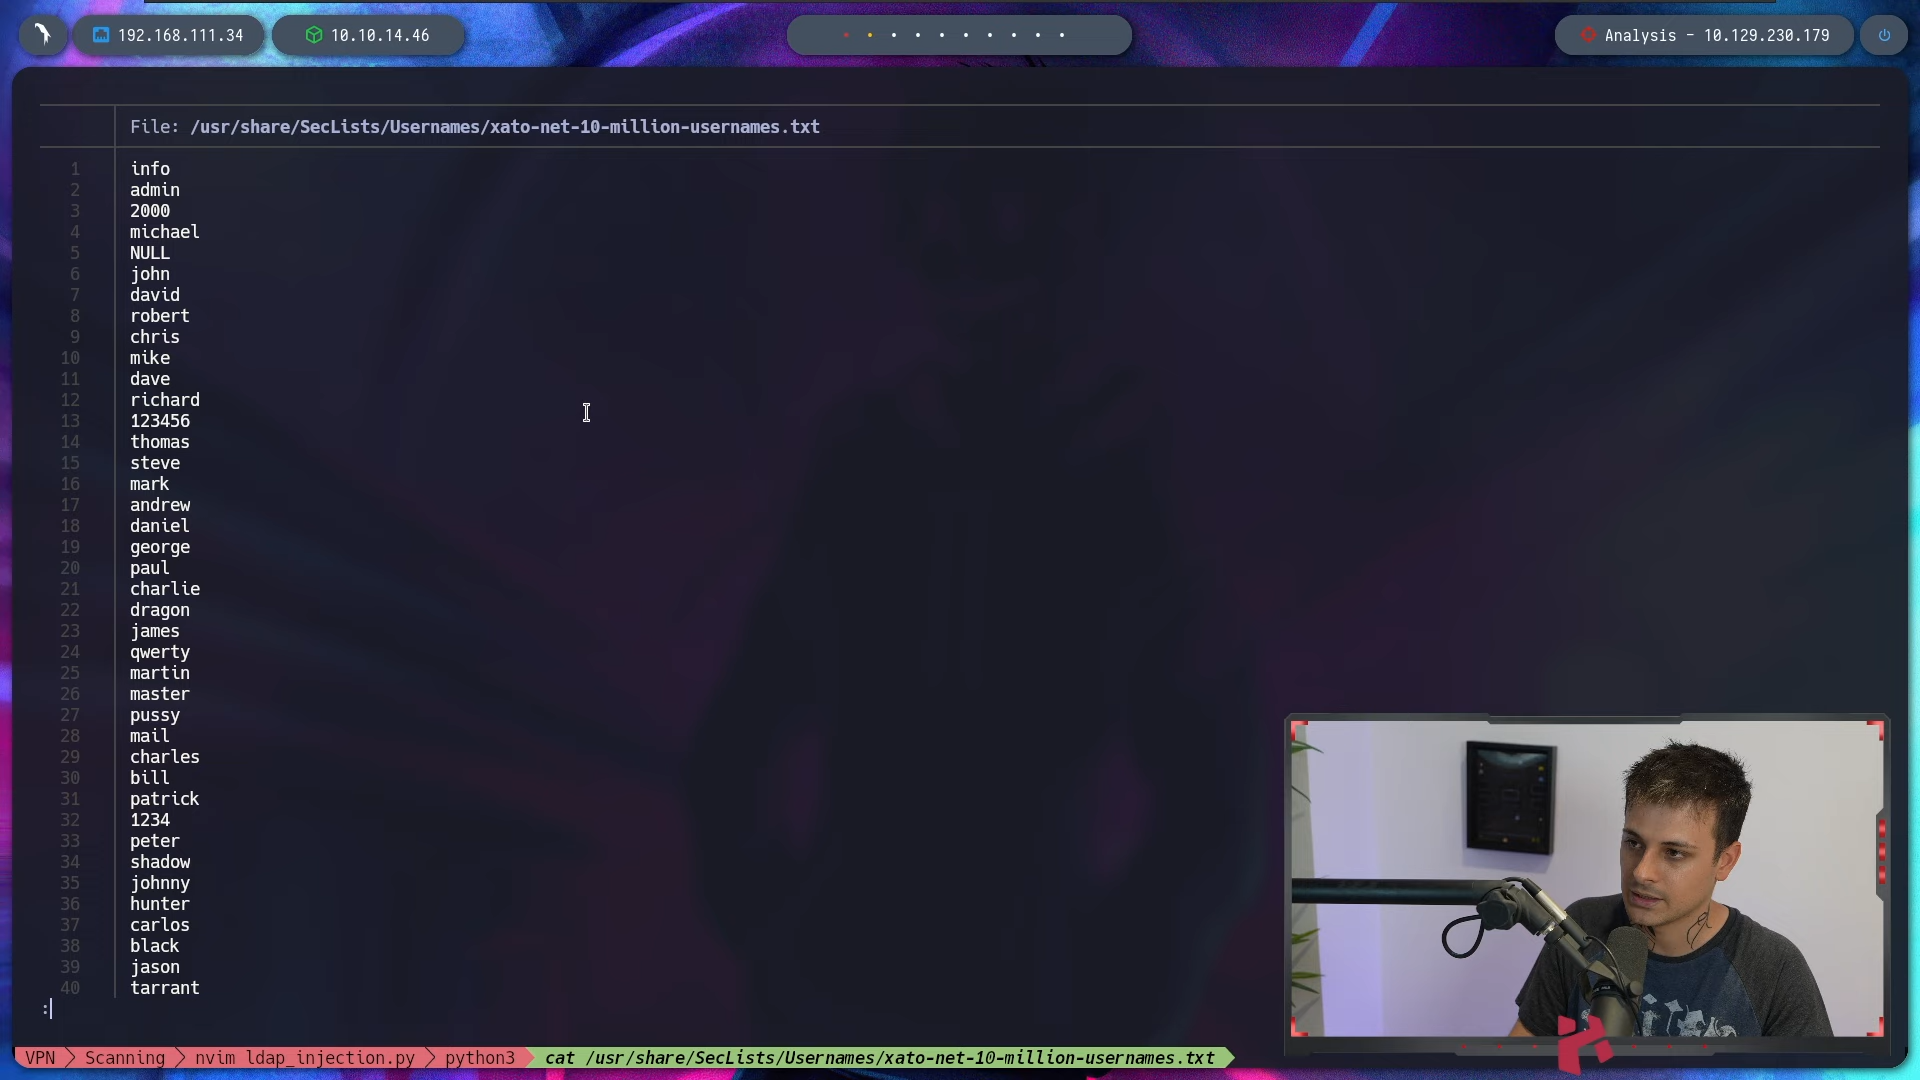 192.168.111.34
10.10.14.46
Analysis - 10.129.230.179
File: /usr/share/SecLists/Usernames/xato-net-10-million-usernames.txt
1 info
2 admin
3 2000
4 michael
5 NULL
6 john
7 david
8 robert
9 chris
10 mike
11 dave
12 richard
13 123456
14 thomas
15 steve
16 mark
17 andrew
18 daniel
19 george
20 paul
21 charlie
22 dragon
23 james
24 qwerty
25 martin
26 master
27 pussy
28 mail
29 charles
30 bill
31 patrick
32 1234
33 peter
34 shadow
35 johnny
36 hunter
37 carlos
38 black
39 jason
40 tarrant
:
VPN Scanning nvim ldap_injection.py python3 cat /usr/share/SecLists/Usernames/xato-net-10-million-usernames.txt